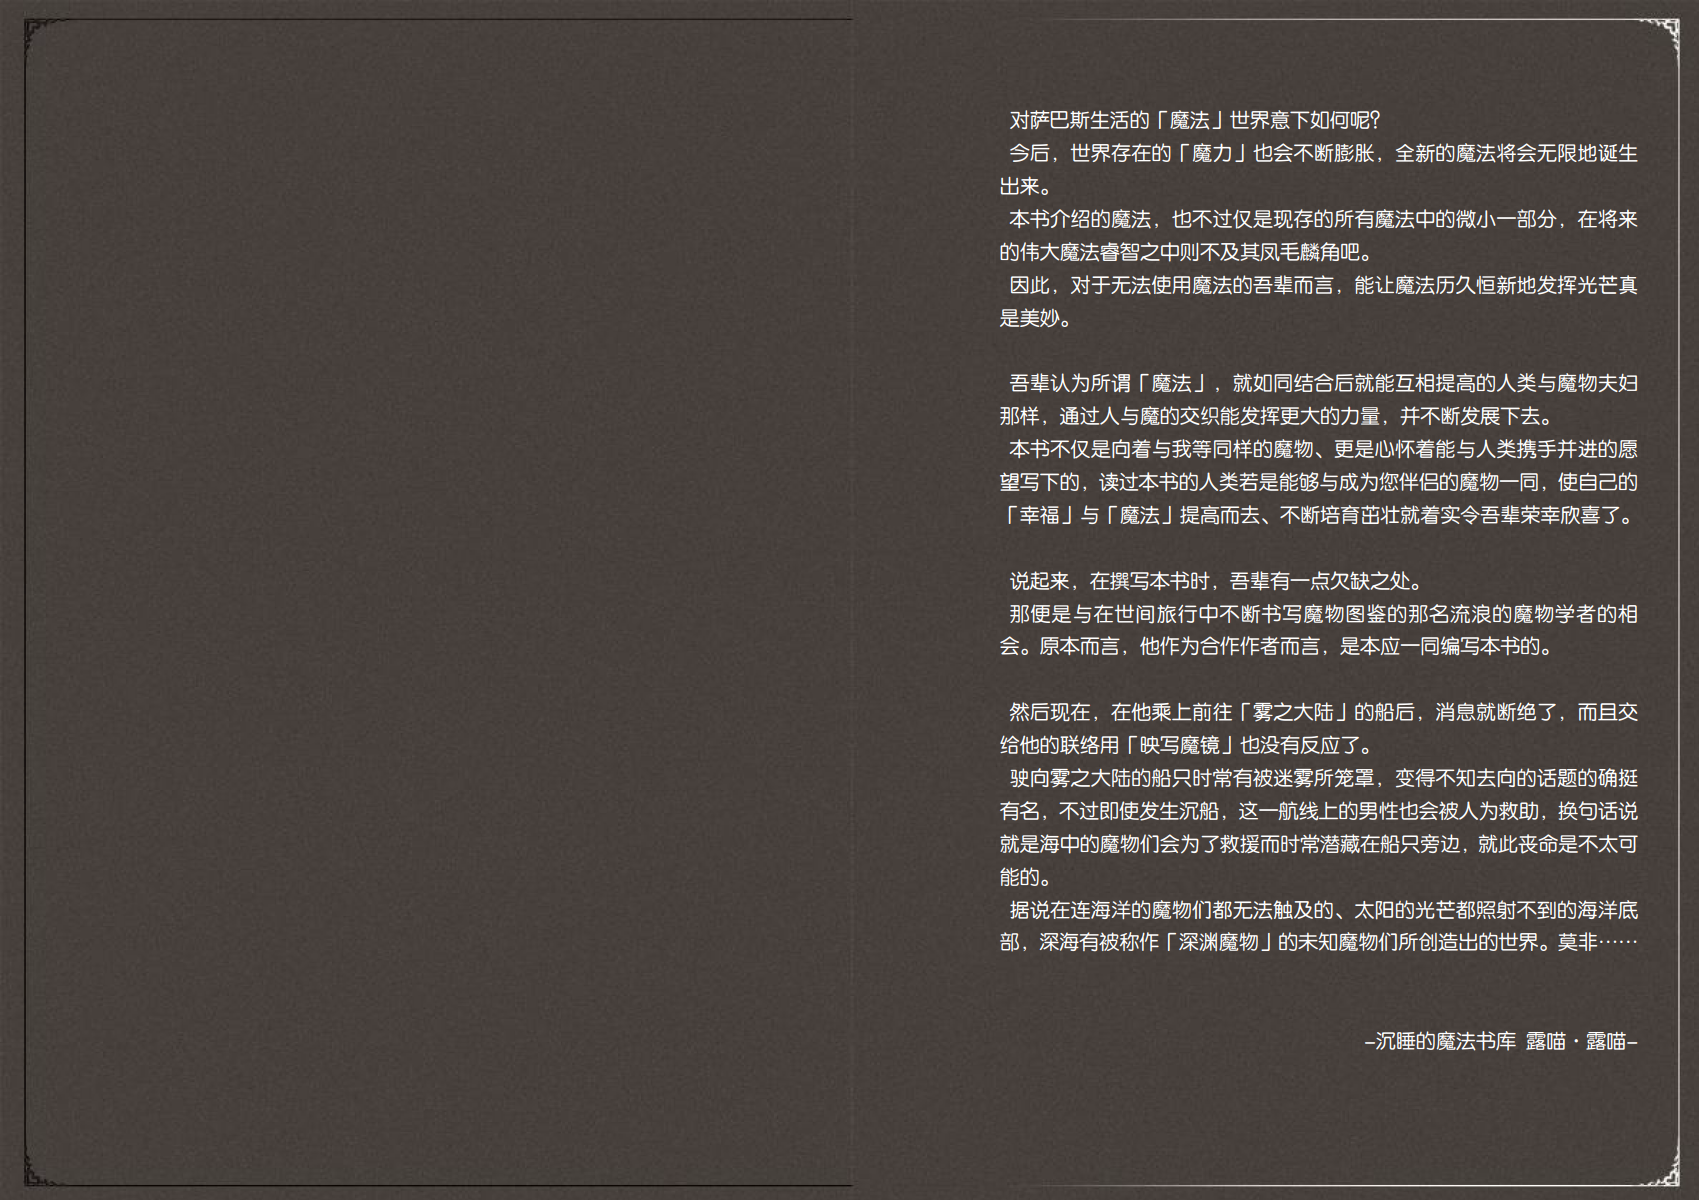 对萨巴斯生活的「魔法」世界意下如何呢?
今后，世界存在的「魔力」也会不断膨胀，全新的魔法将会无限地诞生
出来。
本书介绍的魔法，也不过仅是现存的所有魔法中的微小一部分，在将来
的伟大魔法睿智之中则不及其凤毛麟角吧。
因此，对于无法使用魔法的吾辈而言，能让魔法历久恒新地发挥光芒真
是美妙。
吾辈认为所谓「魔法」，就如同结合后就能互相提高的人类与魔物夫妇
那样，通过人与魔的交织能发挥更大的力量，并不断发展下去。
本书不仅是向着与我等同样的魔物、更是心怀着能与人类携手并进的愿
望写下的，读过本书的人类若是能够与成为您伴侣的魔物一同，使自己的
「幸福」与「魔法」提高而去、不断培育茁壮就着实令吾辈荣幸欣喜了。
说起来，在撰写本书时，吾辈有一点欠缺之处。
那便是与在世间旅行中不断书写魔物图鉴的那名流浪的魔物学者的相
会。原本而言，他作为合作作者而言，是本应一同编写本书的。
然后现在，在他乘上前往「雾之大陆」的船后，消息就断绝了，而且交
给他的联络用「映写魔镜」也没有反应了。
驶向雾之大陆的船只时常有被迷雾所笼罩，变得不知去向的话题的确挺
有名，不过即使发生沉船，这一航线上的男性也会被人为救助，换句话说
就是海中的魔物们会为了救援而时常潜藏在船只旁边，就此丧命是不太可
能的。
据说在连海洋的魔物们都无法触及的、太阳的光芒都照射不到的海洋底
部，深海有被称作「深渊魔物」的未知魔物们所创造出的世界。莫非……
-沉睡的魔法书库 露喵·露喵-